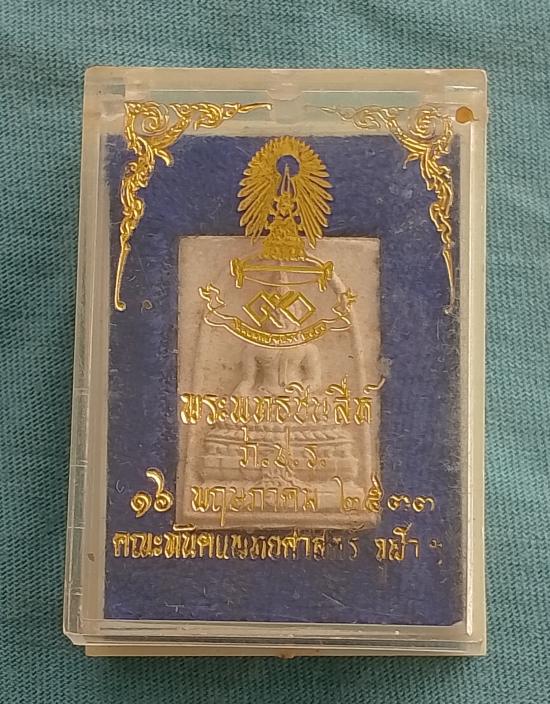 พระพุทธชินสีห์
ภ.ป.ร.
๑๖ พฤษภาคม ๒๕๓๓
คณะทันตแพทยศาสตร์ จุฬาฯ